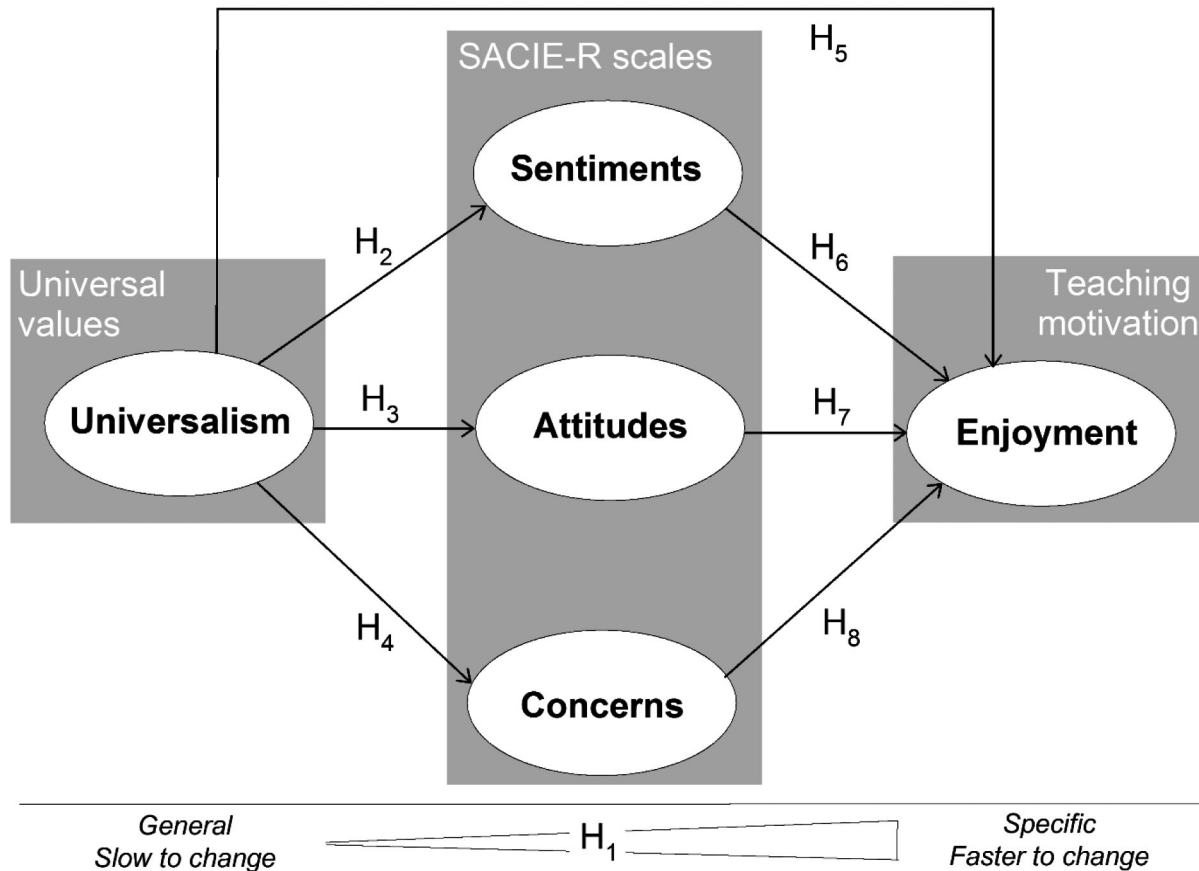 H₅
SACIE-R scales
Sentiments
H₂
H₆
Universal
values
Teaching
motivation
Universalism
H₃
Attitudes
H₇
Enjoyment
H₄
H₈
Concerns
General
Slow to change
H₁
Specific
Faster to change